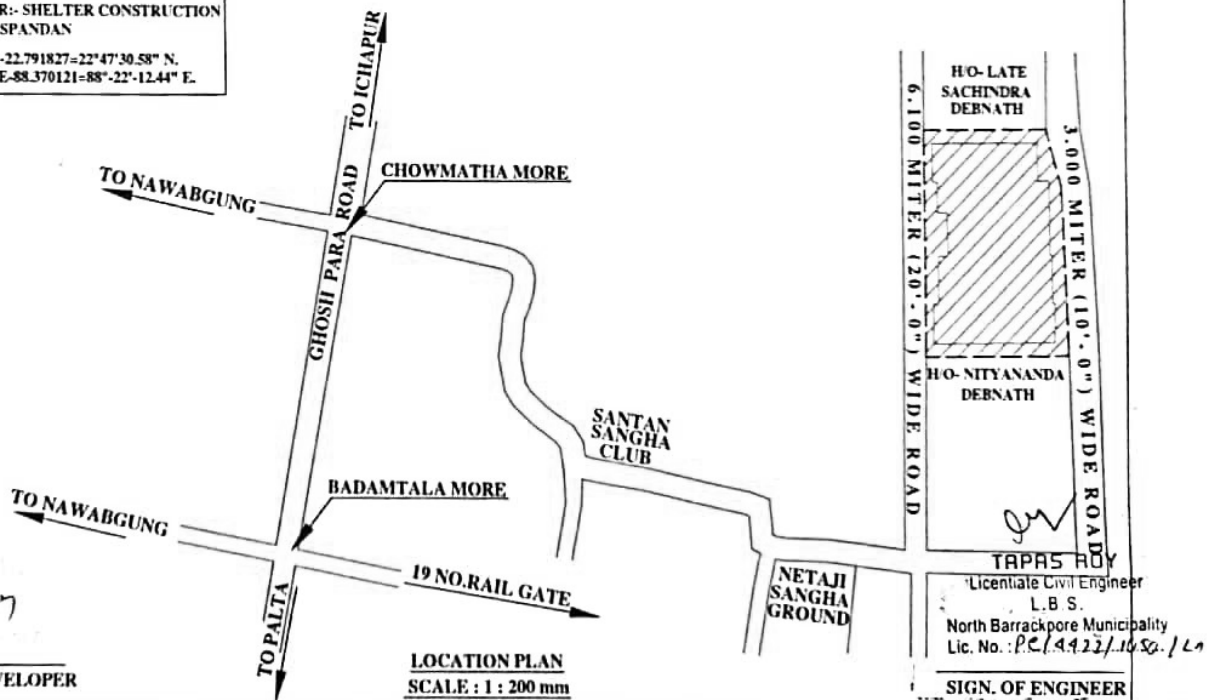 R:- SHELTER CONSTRUCTION
SPANDAN
-22.791827=22°47'30.58" N.
E-88.370121=88°-22'-12.44" E.
TO ICHAPUR
TO NAWABGUNG
CHOWMATHA MORE
GHOSH PARA ROAD
H/O- LATE
SACHINDRA
DEBNATH
6.100 MITER (20'-0") WIDE ROAD
3.000 MITER (10'-0") WIDE ROAD
H/O- NITYANANDA
DEBNATH
SANTAN
SANGHA
CLUB
BADAMTALA MORE
TO NAWABGUNG
19 NO.RAIL GATE
TO PALTA
NETAJI
SANGHA
GROUND
TAPAS ROY
Licentiate Civil Engineer
L.B.S.
North Barrackpore Municipality
Lic. No.:
LOCATION PLAN
SCALE : 1 : 200 mm
VELOPER
SIGN. OF ENGINEER